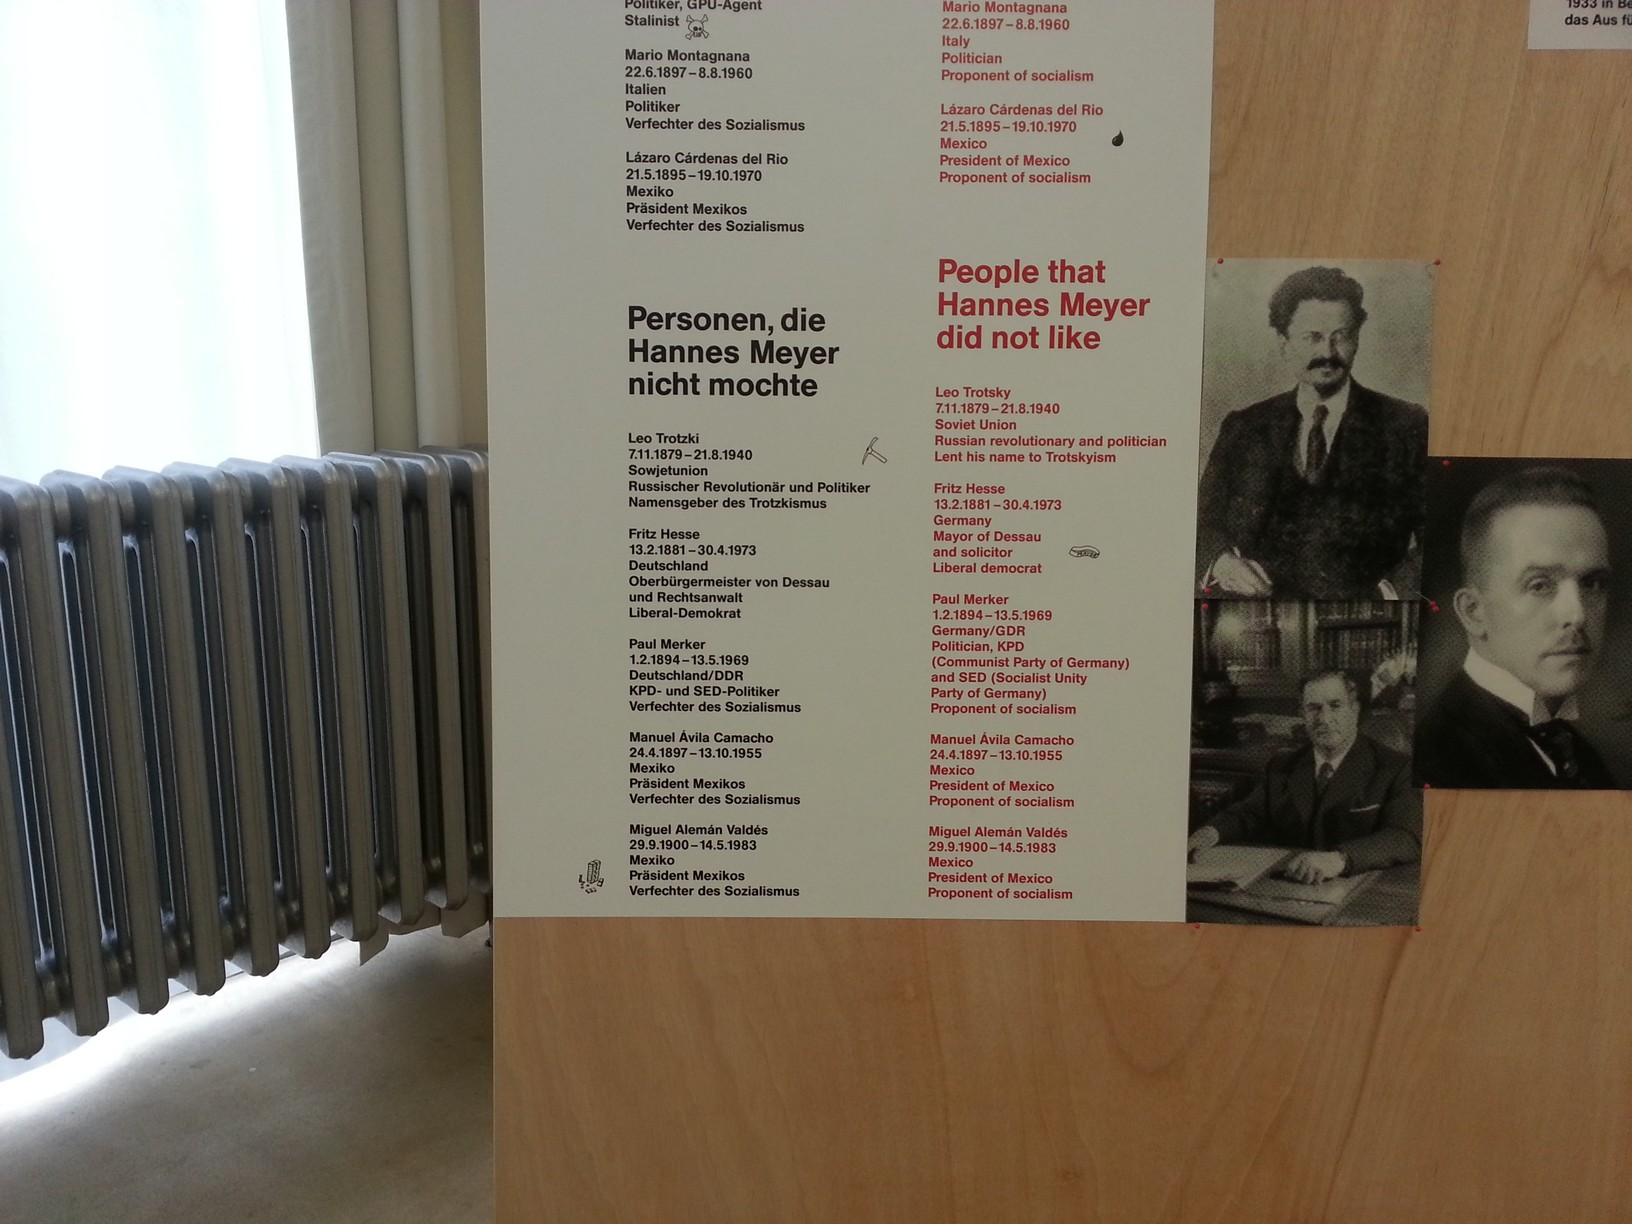 Politiker, GPU-Agent
Stalinist
Mario Montagnana
22.6.1897 – 8.8.1960
Italien
Politiker
Verfechter des Sozialismus
Lázaro Cárdenas del Rio
21.5.1895 – 19.10.1970
Mexiko
Präsident Mexikos
Verfechter des Sozialismus
Personen, die
Hannes Meyer
nicht mochte
Leo Trotzki
7.11.1879 – 21.8.1940
Sowjetunion
Russischer Revolutionär und Politiker
Namensgeber des Trotzkismus
Fritz Hesse
13.2.1881 – 30.4.1973
Deutschland
Oberbürgermeister von Dessau
und Rechtsanwalt
Liberal-Demokrat
Paul Merker
1.2.1894 – 13.5.1969
Deutschland/DDR
KPD- und SED-Politiker
Verfechter des Sozialismus
Manuel Ávila Camacho
24.4.1897 – 13.10.1955
Mexiko
Präsident Mexikos
Verfechter des Sozialismus
Miguel Alemán Valdés
29.9.1900 – 14.5.1983
Mexiko
Präsident Mexikos
Verfechter des Sozialismus
Mario Montagnana
22.6.1897 – 8.8.1960
Italy
Politician
Proponent of socialism
Lázaro Cárdenas del Rio
21.5.1895 – 19.10.1970
Mexico
President of Mexico
Proponent of socialism
People that
Hannes Meyer
did not like
Leo Trotsky
7.11.1879 – 21.8.1940
Soviet Union
Russian revolutionary and politician
Lent his name to Trotskyism
Fritz Hesse
13.2.1881 – 30.4.1973
Germany
Mayor of Dessau
and solicitor
Liberal democrat
Paul Merker
1.2.1894 – 13.5.1969
Germany/GDR
Politician, KPD
(Communist Party of Germany)
and SED (Socialist Unity
Party of Germany)
Proponent of socialism
Manuel Ávila Camacho
24.4.1897 – 13.10.1955
Mexico
President of Mexico
Proponent of socialism
Miguel Alemán Valdés
29.9.1900 – 14.5.1983
Mexico
President of Mexico
Proponent of socialism
1933 in Be
das Aus fü